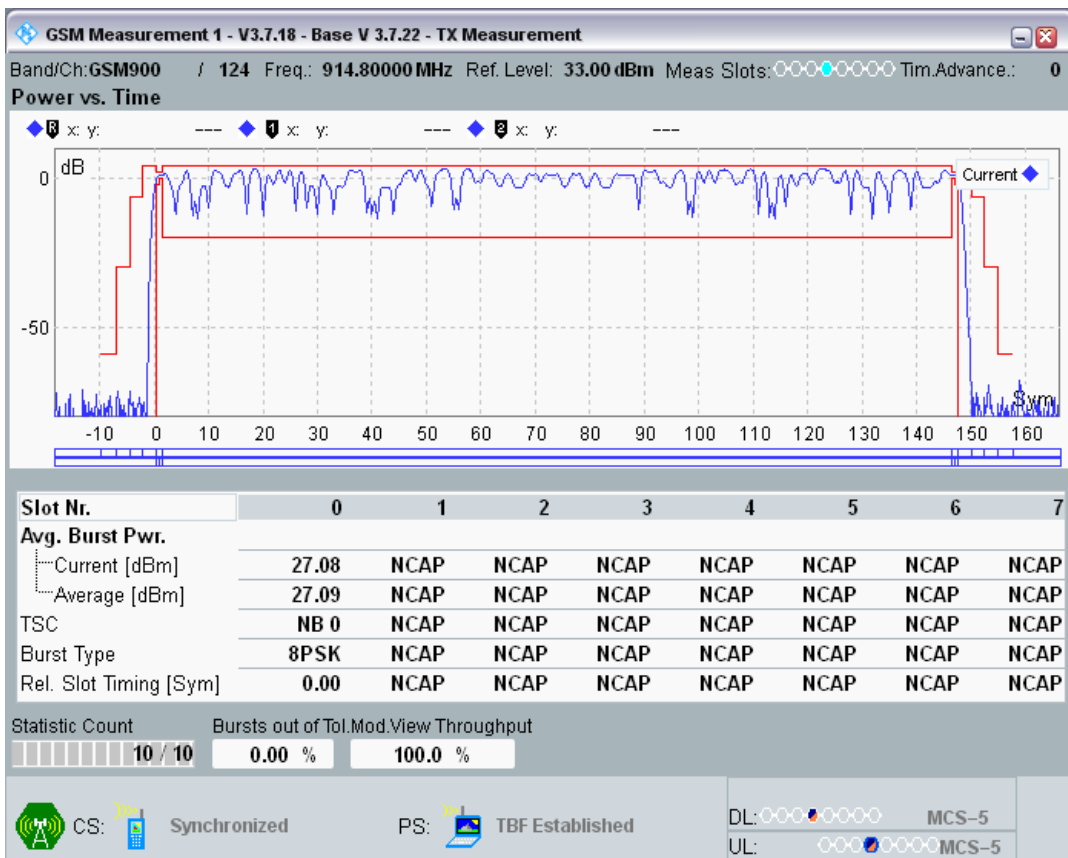 GSM Measurement 1 - V3.7.18 - Base V 3.7.22 - TX Measurement
Band/Ch:GSM900 / 124 Freq.: 914.80000 MHz Ref. Level: 33.00 dBm Meas Slots: Tim.Advance.: 0
Power vs. Time
R x: y: --- 1 x: y: --- 2 x: y: ---
dB
Current
0
-50
Sym
-10 0 10 20 30 40 50 60 70 80 90 100 110 120 130 140 150 160
Slot Nr. 0 1 2 3 4 5 6 7
Avg. Burst Pwr.
Current [dBm] 27.08 NCAP NCAP NCAP NCAP NCAP NCAP NCAP
Average [dBm] 27.09 NCAP NCAP NCAP NCAP NCAP NCAP NCAP
TSC NB 0 NCAP NCAP NCAP NCAP NCAP NCAP NCAP
Burst Type 8PSK NCAP NCAP NCAP NCAP NCAP NCAP NCAP
Rel. Slot Timing [Sym] 0.00 NCAP NCAP NCAP NCAP NCAP NCAP NCAP
Statistic Count Bursts out of Tol. Mod.View Throughput
10 / 10 0.00 % 100.0 %
CS: Synchronized PS: TBF Established DL: MCS-5
UL: MCS-5